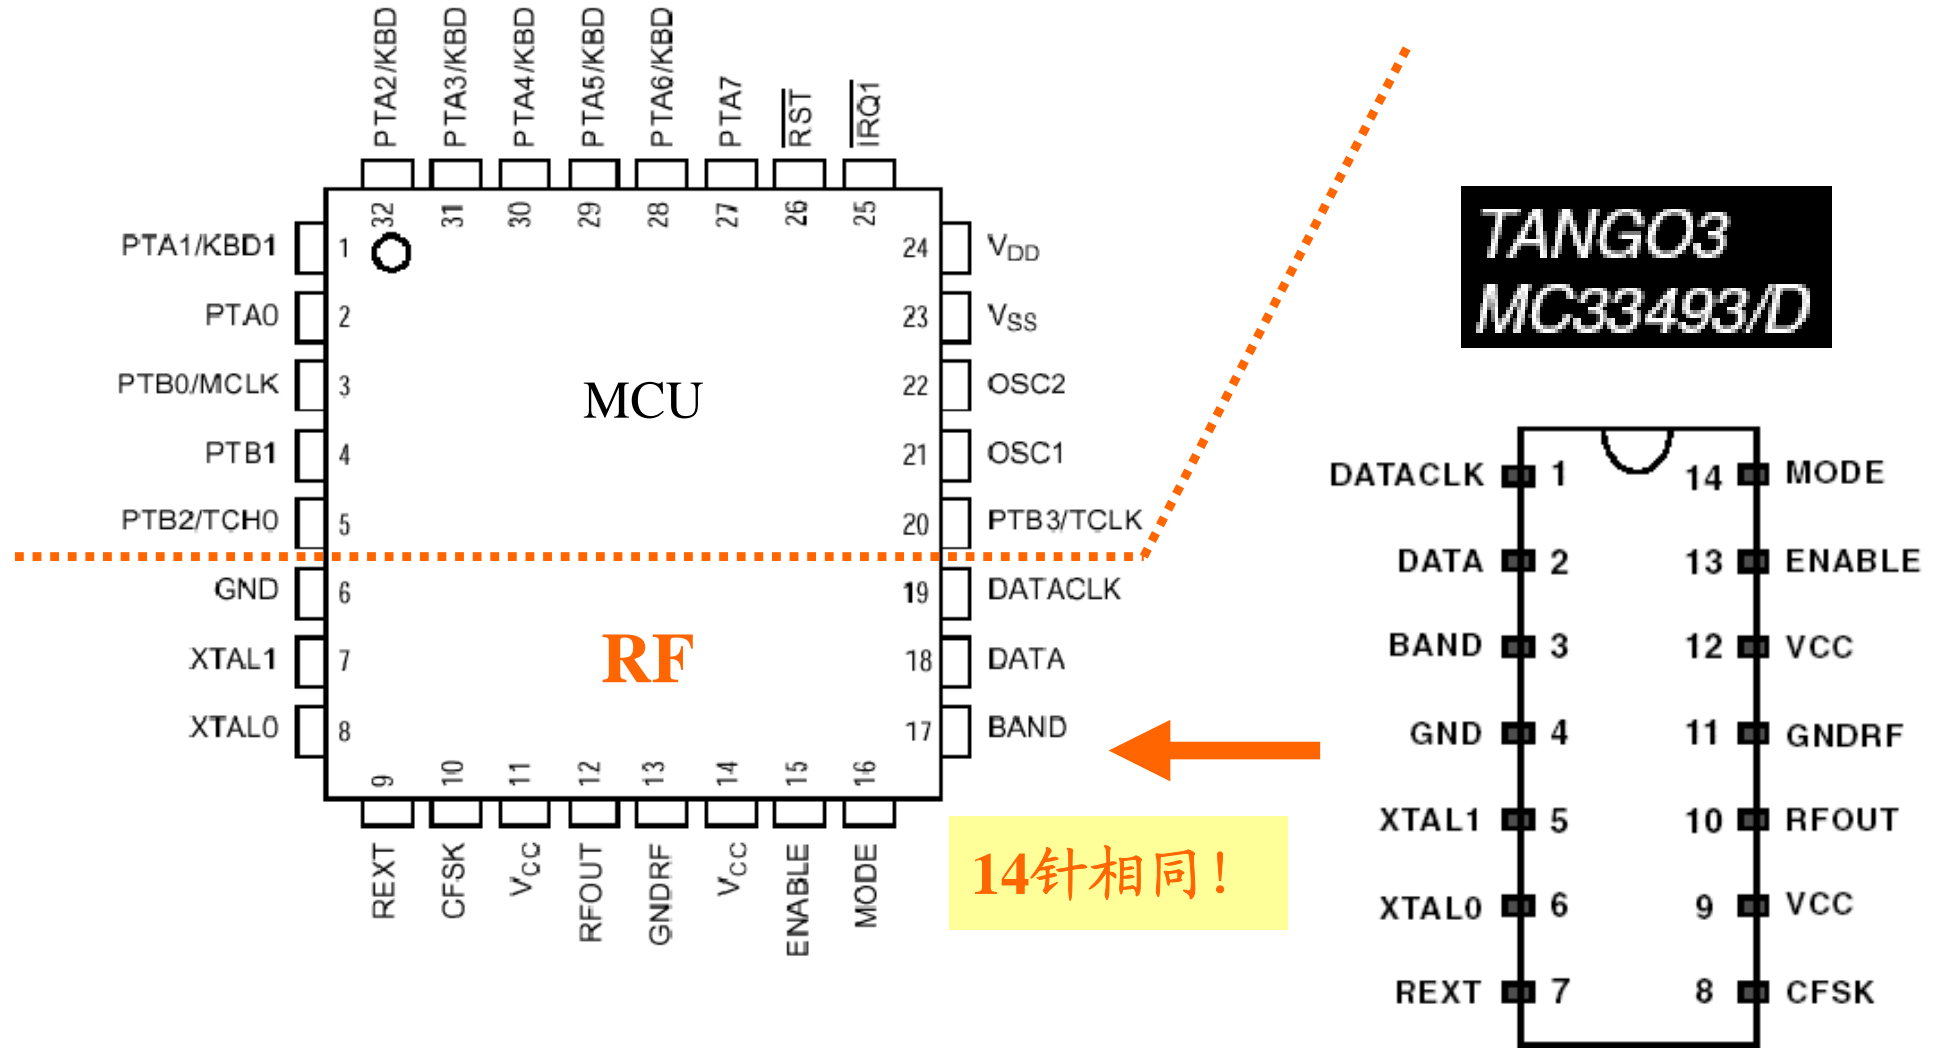 PTA2/KBD
PTA3/KBD
PTA4/KBD
PTA5/KBD
PTA6/KBD
PTA7
RST
IRQ1
32
31
30
29
28
27
26
25
PTA1/KBD1 1
PTA0 2
PTB0/MCLK 3
PTB1 4
PTB2/TCH0 5
GND 6
XTAL1 7
XTAL0 8
MCU
RF
24 VDD
23 VSS
22 OSC2
21 OSC1
20 PTB3/TCLK
19 DATACLK
18 DATA
17 BAND
9
10
11
12
13
14
15
16
REXT
CFSK
VCC
RFOUT
GNDRF
VCC
ENABLE
MODE
14针相同!
TANGO3
MC33493/D
DATACLK 1
DATA 2
BAND 3
GND 4
XTAL1 5
XTAL0 6
REXT 7
14 MODE
13 ENABLE
12 VCC
11 GNDRF
10 RFOUT
9 VCC
8 CFSK